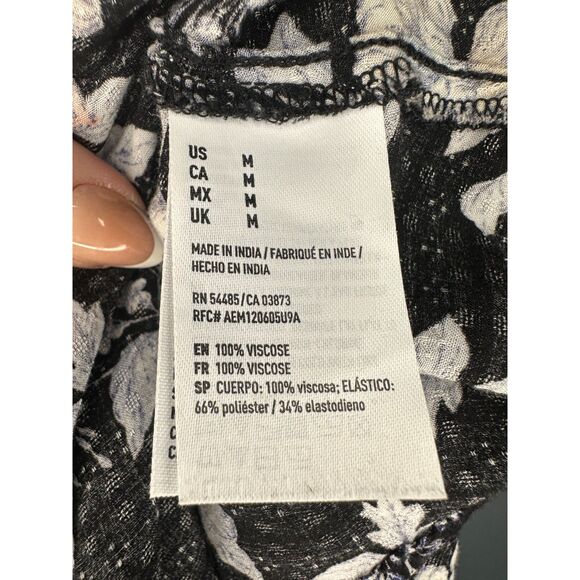 US M
CA M
MX M
UK M
MADE IN INDIA / FABRIQUÉ EN INDE /
HECHO EN INDIA
RN 54485/CA 03873
RFC# AEM120605U9A
EN 100% VISCOSE
FR 100% VISCOSE
SP CUERPO: 100% viscosa; ELÁSTICO:
66% poliéster / 34% elastodieno